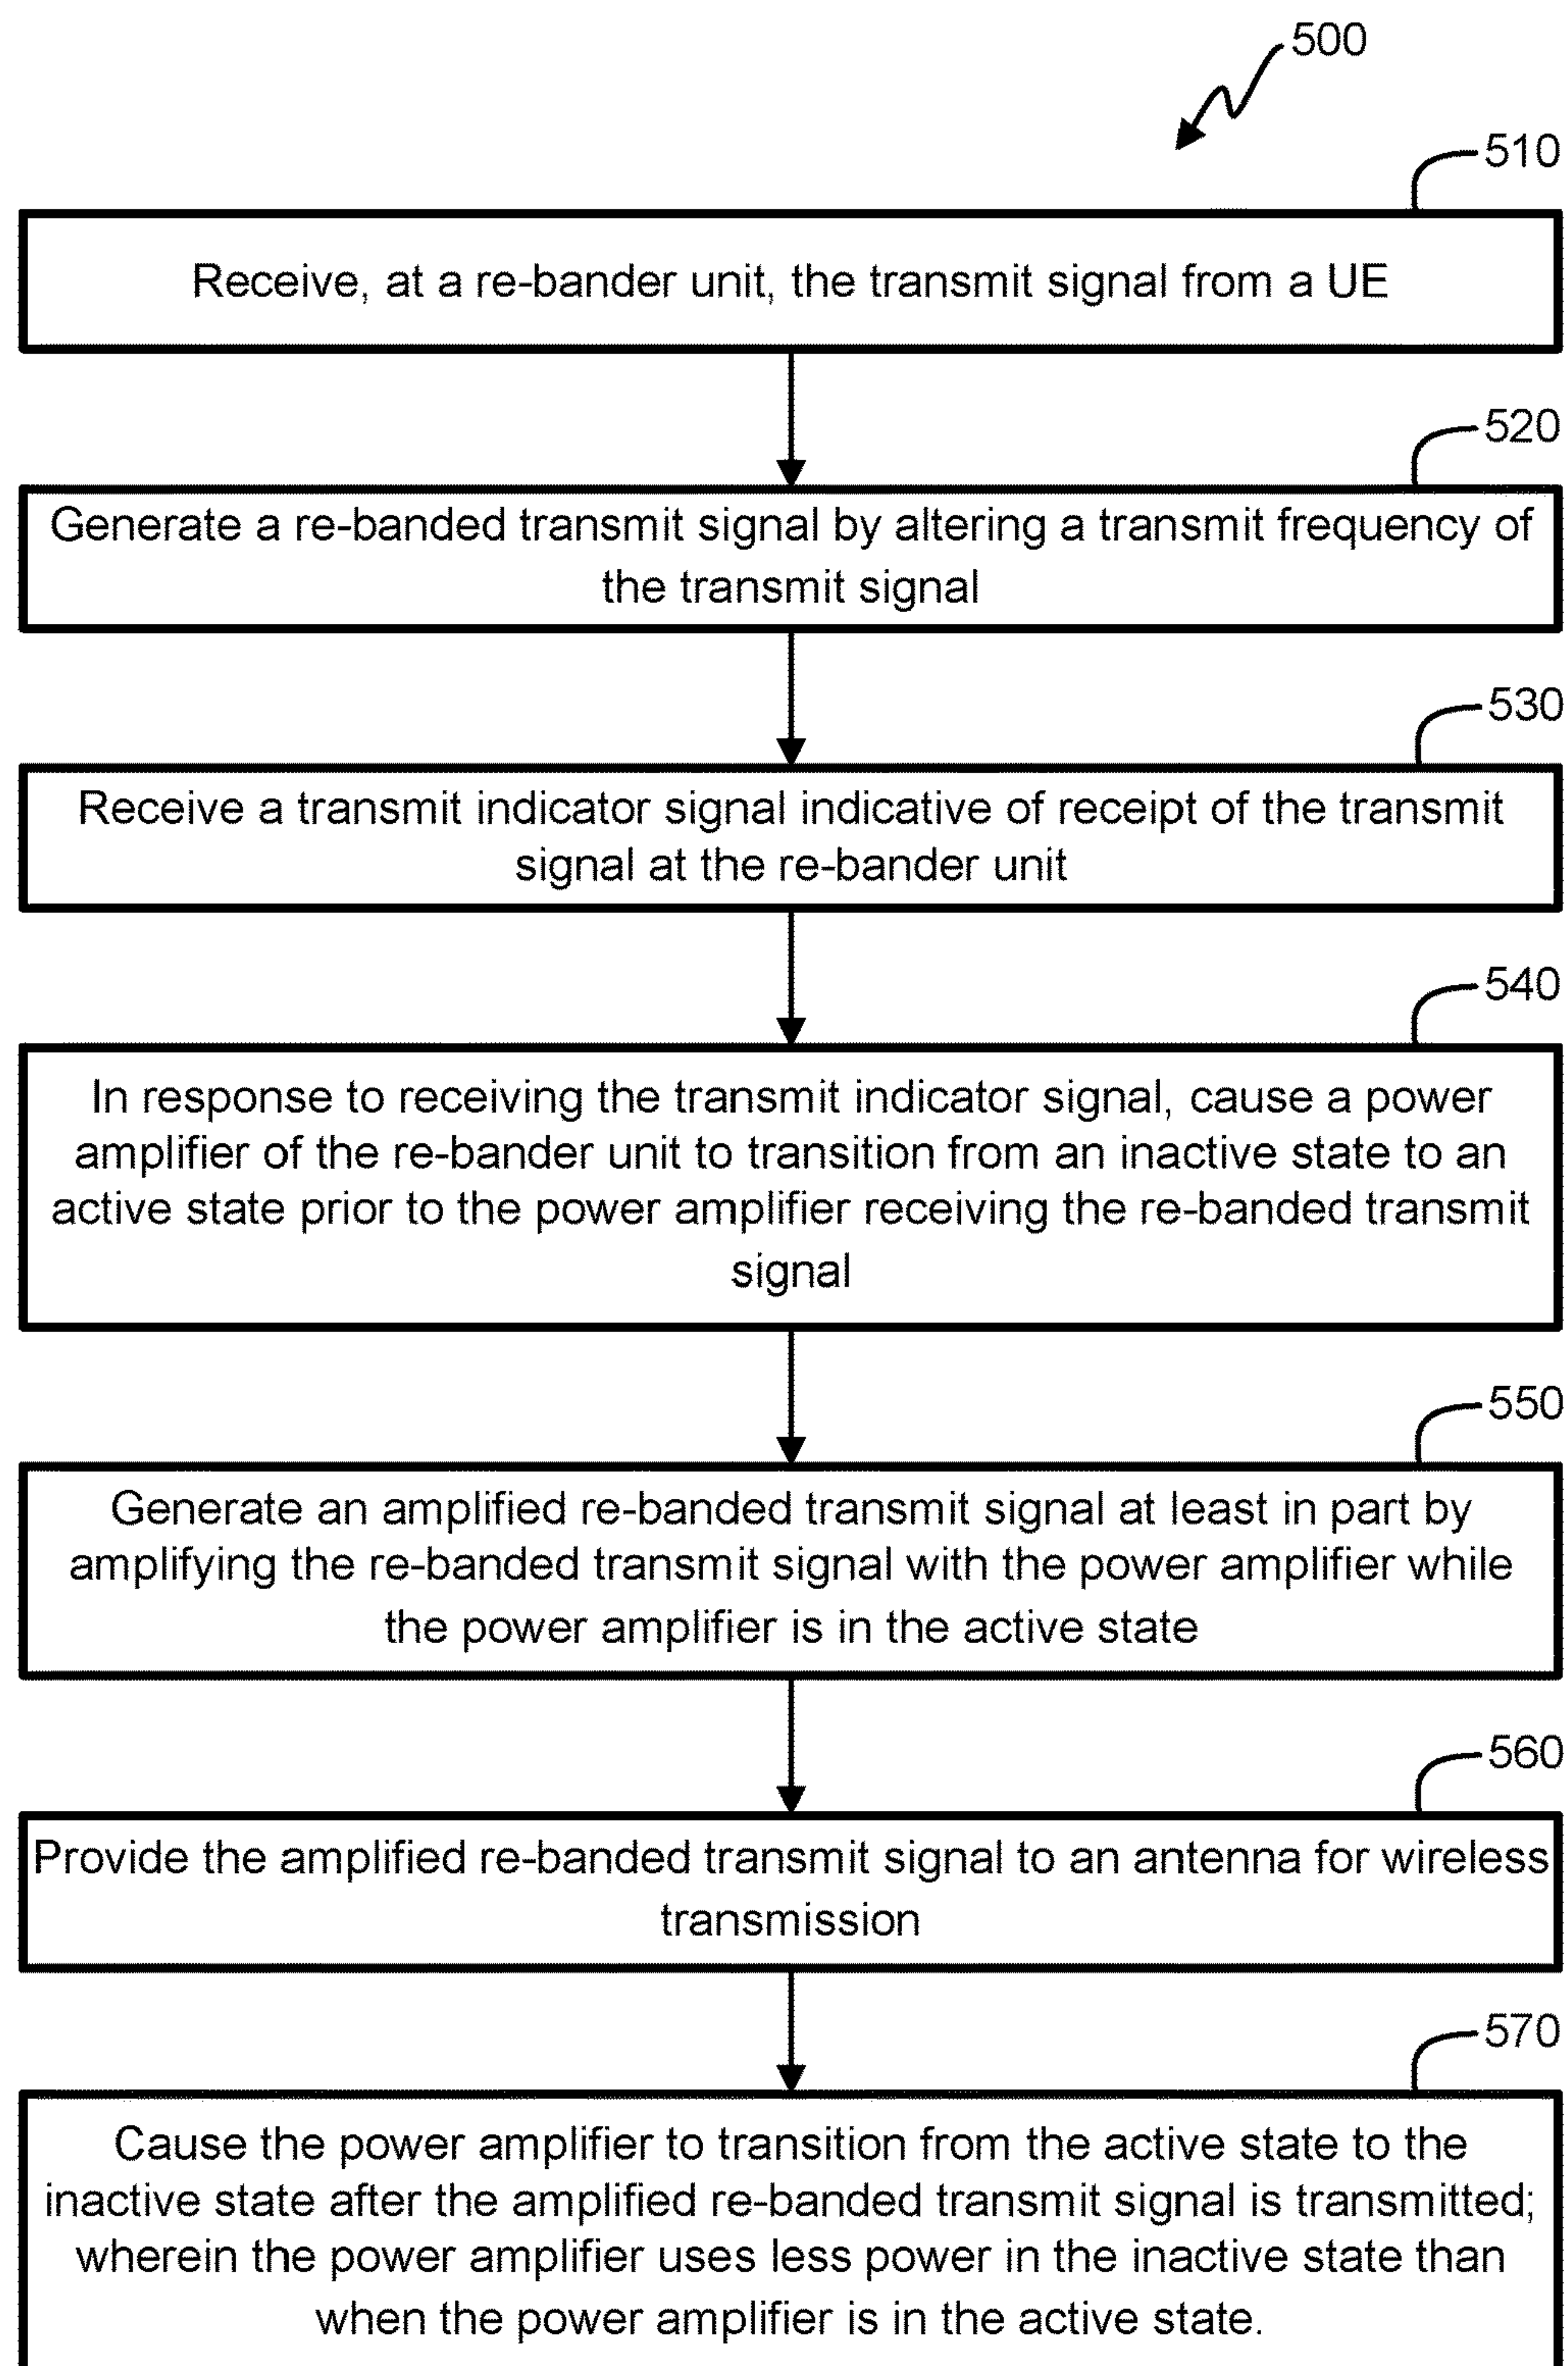 500
510
Receive, at a re-bander unit, the transmit signal from a UE
520
Generate a re-banded transmit signal by altering a transmit frequency of
the transmit signal
530
Receive a transmit indicator signal indicative of receipt of the transmit
signal at the re-bander unit
540
In response to receiving the transmit indicator signal, cause a power
amplifier of the re-bander unit to transition from an inactive state to an
active state prior to the power amplifier receiving the re-banded transmit
signal
550
Generate an amplified re-banded transmit signal at least in part by
amplifying the re-banded transmit signal with the power amplifier while
the power amplifier is in the active state
560
Provide the amplified re-banded transmit signal to an antenna for wireless
transmission
570
Cause the power amplifier to transition from the active state to the
inactive state after the amplified re-banded transmit signal is transmitted;
wherein the power amplifier uses less power in the inactive state than
when the power amplifier is in the active state.